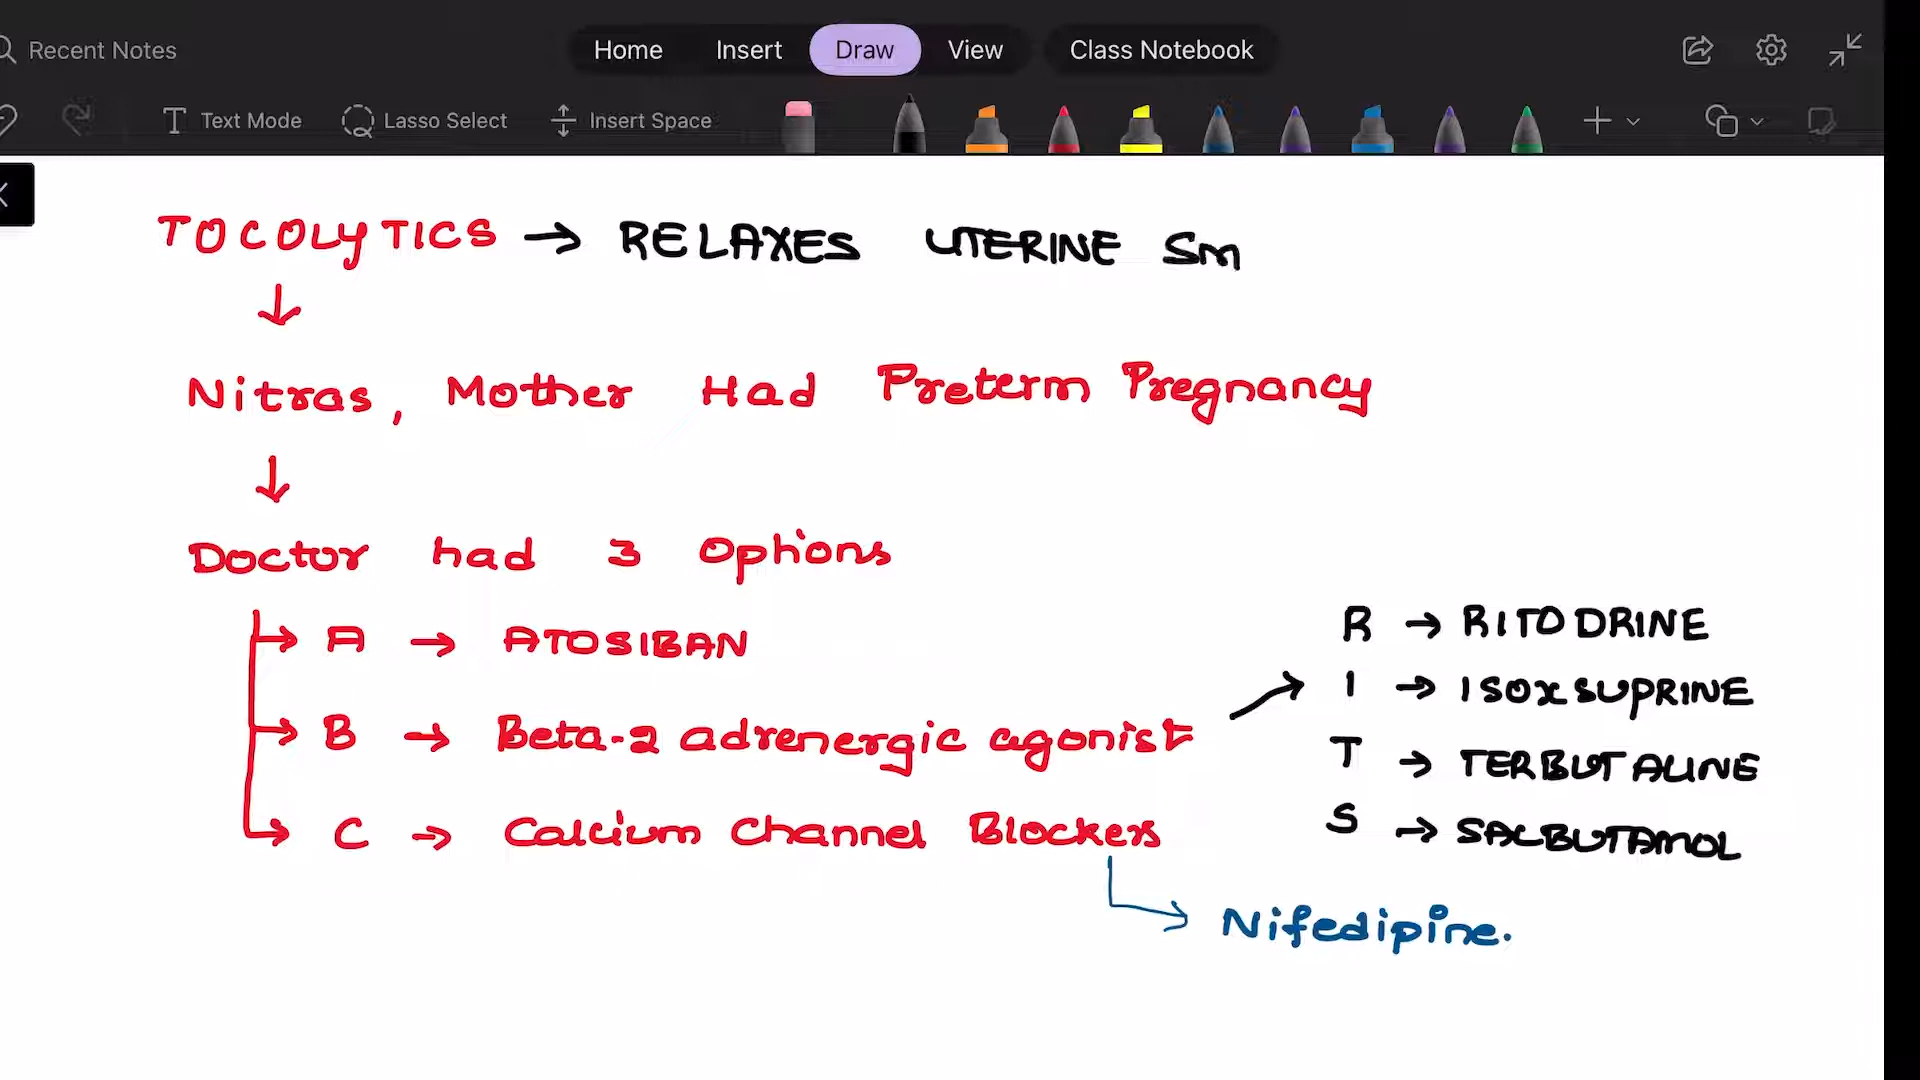 Recent Notes
Home Insert Draw View Class Notebook
Text Mode Lasso Select Insert Space
TOCOLYTICS → RELAXES UTERINE Sm
↓
Nitras, Mother Had Preterm Pregnancy
↓
Doctor had 3 Options
→ A → ATOSIBAN
→ B → Beta-2 adrenergic agonist →
→ C → Calcium Channel Blockers
R → RITODRINE
I → ISOXSUPRINE
T → TERBUTALINE
S → SALBUTAMOL
→ Nifedipine.